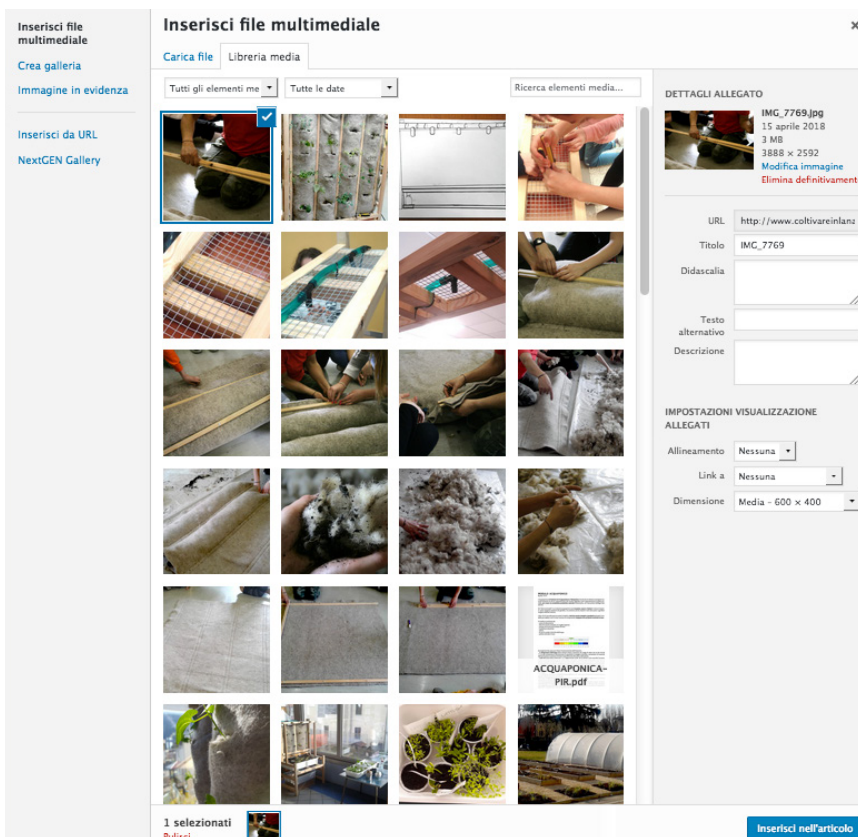 Inserisci file
multimediale
Crea galleria
Immagine in evidenza
Inserisci da URL
NextGEN Gallery
Inserisci file multimediale
×
Carica file
Libreria media
Tutti gli elementi me
Tutte le date
Ricerca elementi media...
ACQUAPONICA-
PIR.pdf
DETTAGLI ALLEGATO
IMG_7769.jpg
15 aprile 2018
3 MB
3888 × 2592
Modifica immagine
Elimina definitivament
URL http://www.coltivareinlana
Titolo IMG_7769
Didascalia
Testo
alternativo
Descrizione
IMPOSTAZIONI VISUALIZZAZIONE
ALLEGATI
Allineamento Nessuna
Link a Nessuna
Dimensione Media – 600 × 400
1 selezionati
Pulisci
Inserisci nell'articolo